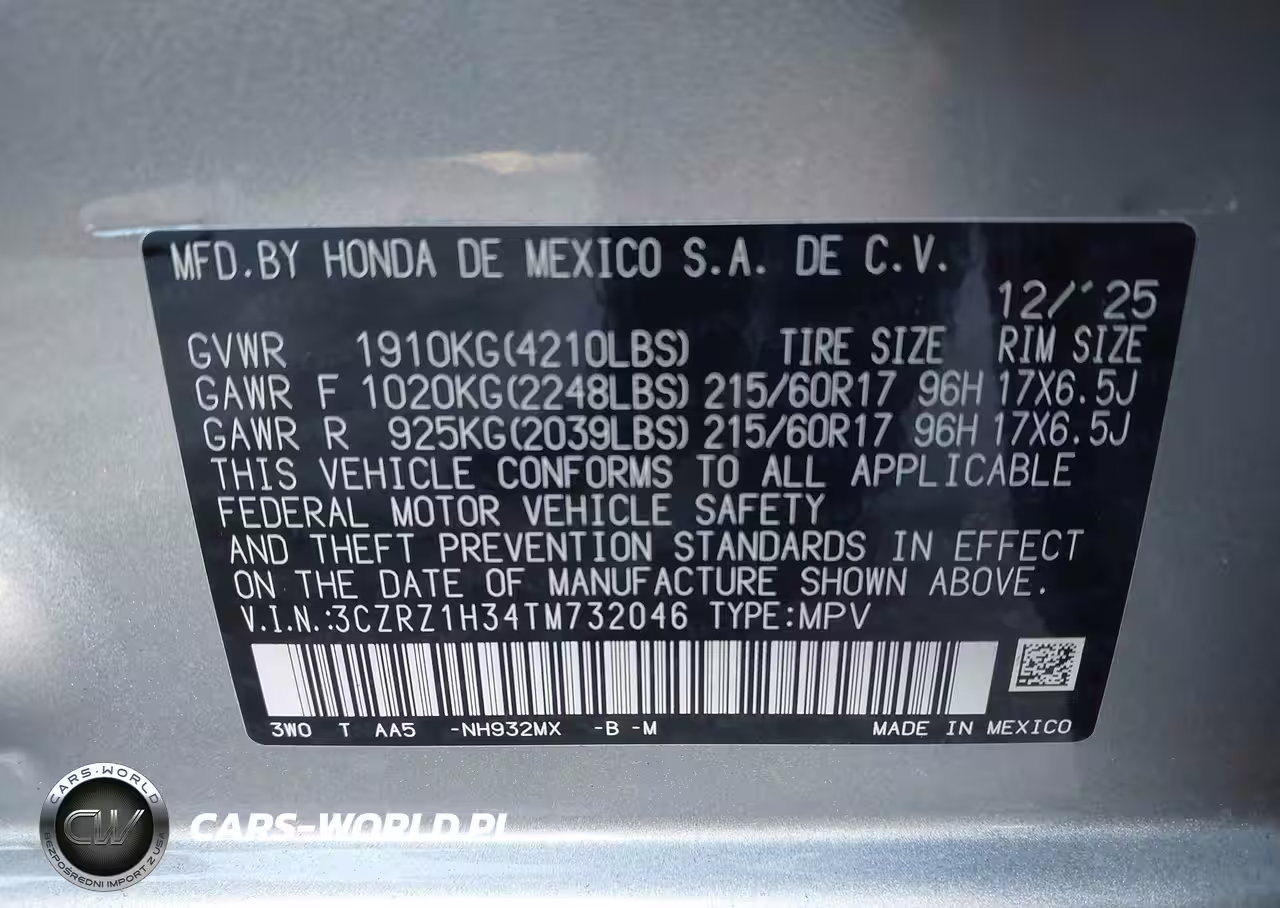 MFD.BY HONDA DE MEXICO S.A. DE C.V.
12/ 25
GVWR 1910KG(4210LBS) TIRE SIZE RIM SIZE
GAWR F 1020KG(2248LBS) 215/60R17 96H 17X6.5J
GAWR R 925KG(2039LBS) 215/60R17 96H 17X6.5J
THIS VEHICLE CONFORMS TO ALL APPLICABLE
FEDERAL MOTOR VEHICLE SAFETY
AND THEFT PREVENTION STANDARDS IN EFFECT
ON THE DATE OF MANUFACTURE SHOWN ABOVE.
V.I.N.:3CZRZ1H34TM732046 TYPE:MPV
3W0 T AA5 -NH932MX -B -M MADE IN MEXICO
CARS-WORLD
CW
BEZPOŚREDNI IMPORT Z USA
CARS-WORLD.PL